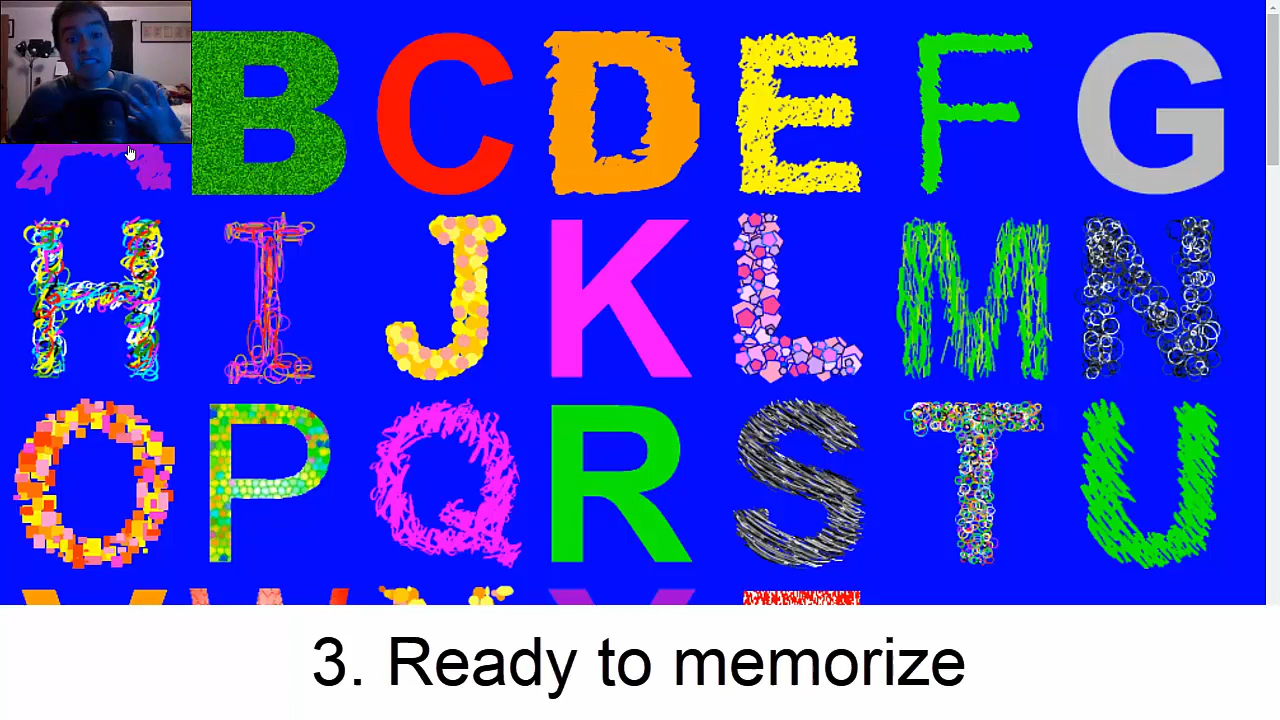 A B C D E F G
H I J K L M N
O P Q R S T U
V W X Y Z
3. Ready to memorize